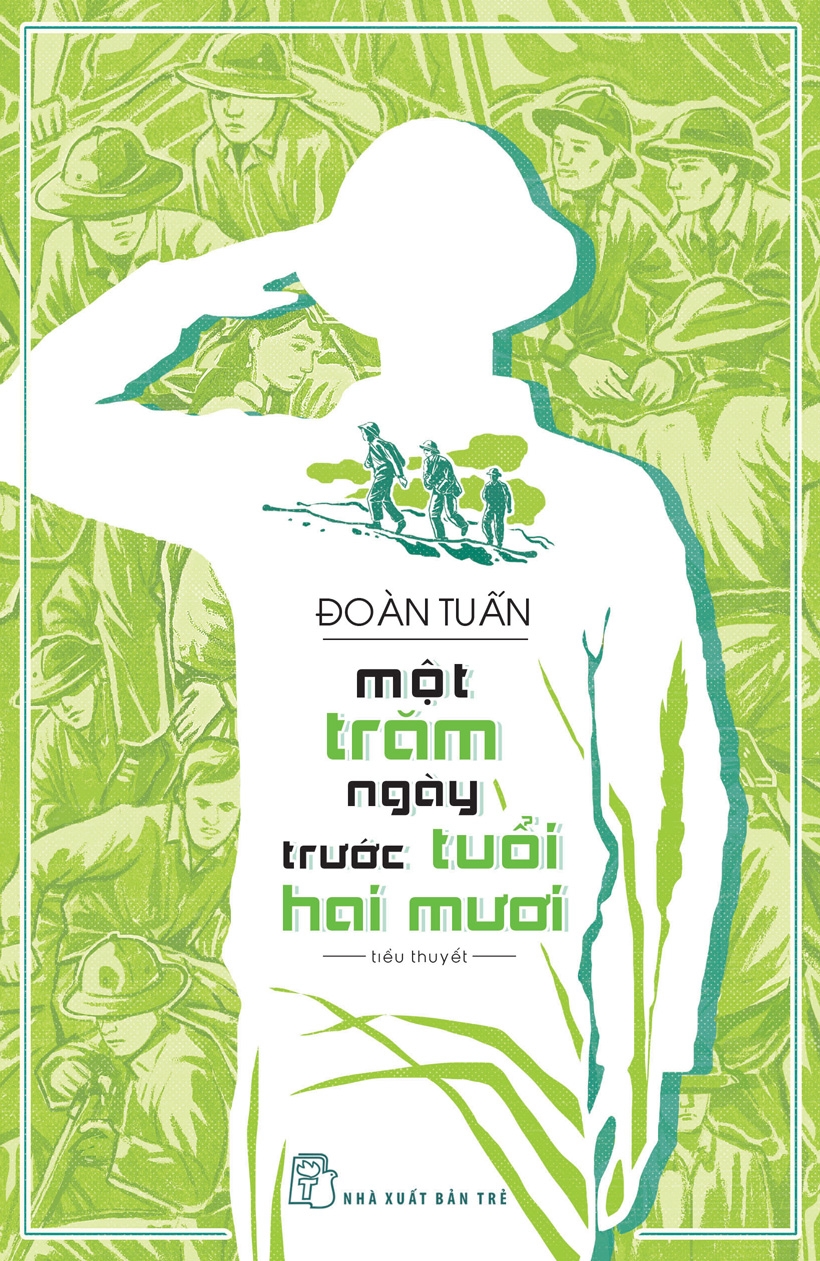 ĐOÀN TUẤN
một
trăm
ngày
trước tuổi
hai mươi
tiểu thuyết
T
NHÀ XUẤT BẢN TRẺ